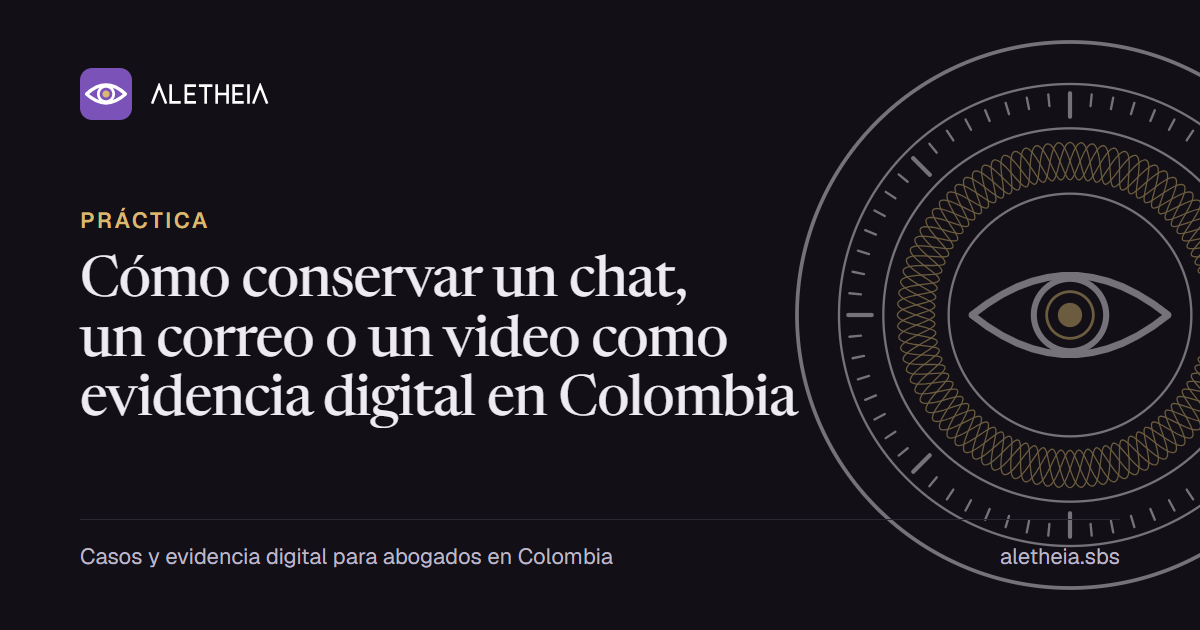 ALETHEIA
PRÁCTICA
Cómo conservar un chat,
un correo o un video como
evidencia digital en Colombia
Casos y evidencia digital para abogados en Colombia
aletheia.sbs